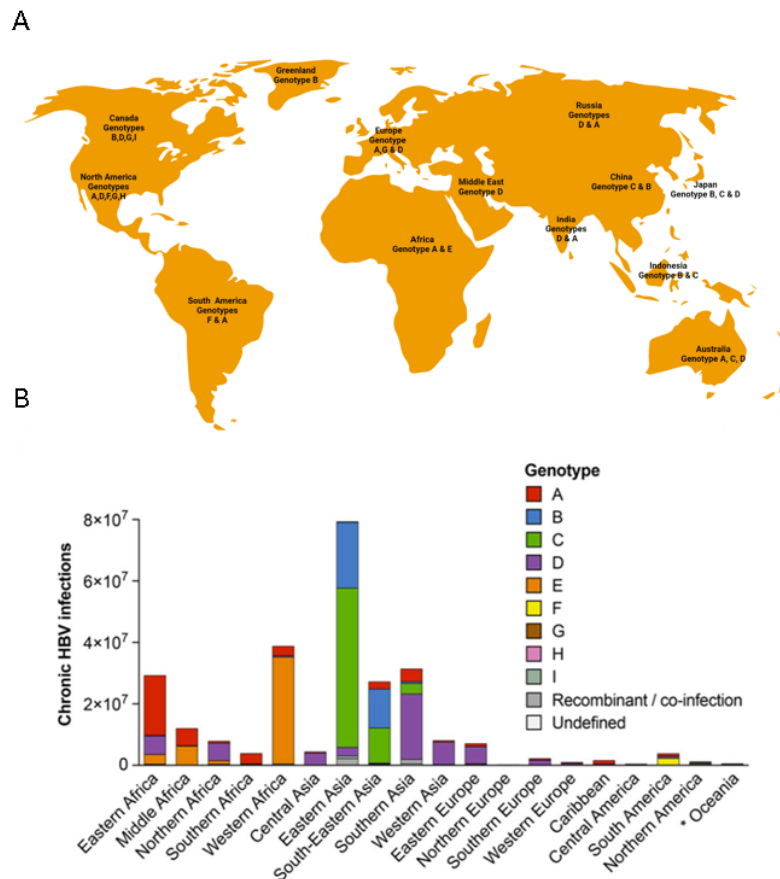 A
Greenland
Genotype B
Canada
Genotypes
B,D,G,I
Russia
Genotypes
D & A
Europe
Genotype
A,G & D
North America
Genotypes
A,D,F,G,H
Middle East
Genotype D
China
Genotype C & B
Japan
Genotype B, C & D
India
Genotypes
D & A
Africa
Genotype A & E
Indonesia
Genotype B & C
South America
Genotypes
F & A
Australia
Genotype A, C, D
B
Genotype
A
B
C
D
E
F
G
H
I
Recombinant / co-infection
Undefined
Chronic HBV infections
8×10⁷
6×10⁷
4×10⁷
2×10⁷
0
Eastern Africa
Middle Africa
Northern Africa
Southern Africa
Western Africa
Central Asia
Eastern Asia
South-Eastern Asia
Southern Asia
Western Asia
Eastern Europe
Northern Europe
Southern Europe
Western Europe
Caribbean
Central America
South America
Northern America
* Oceania